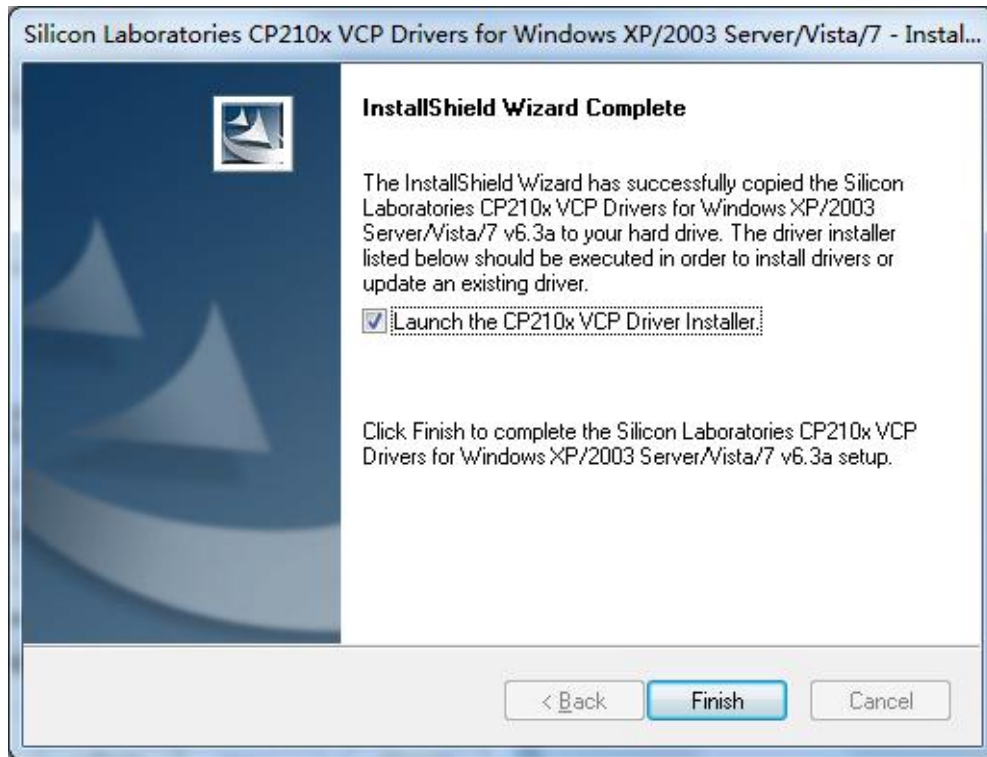 Silicon Laboratories CP210x VCP Drivers for Windows XP/2003 Server/Vista/7 - Instal...
InstallShield Wizard Complete
The InstallShield Wizard has successfully copied the Silicon
Laboratories CP210x VCP Drivers for Windows XP/2003
Server/Vista/7 v6.3a to your hard drive. The driver installer
listed below should be executed in order to install drivers or
update an existing driver.
Launch the CP210x VCP Driver Installer.
Click Finish to complete the Silicon Laboratories CP210x VCP
Drivers for Windows XP/2003 Server/Vista/7 v6.3a setup.
< Back
Finish
Cancel